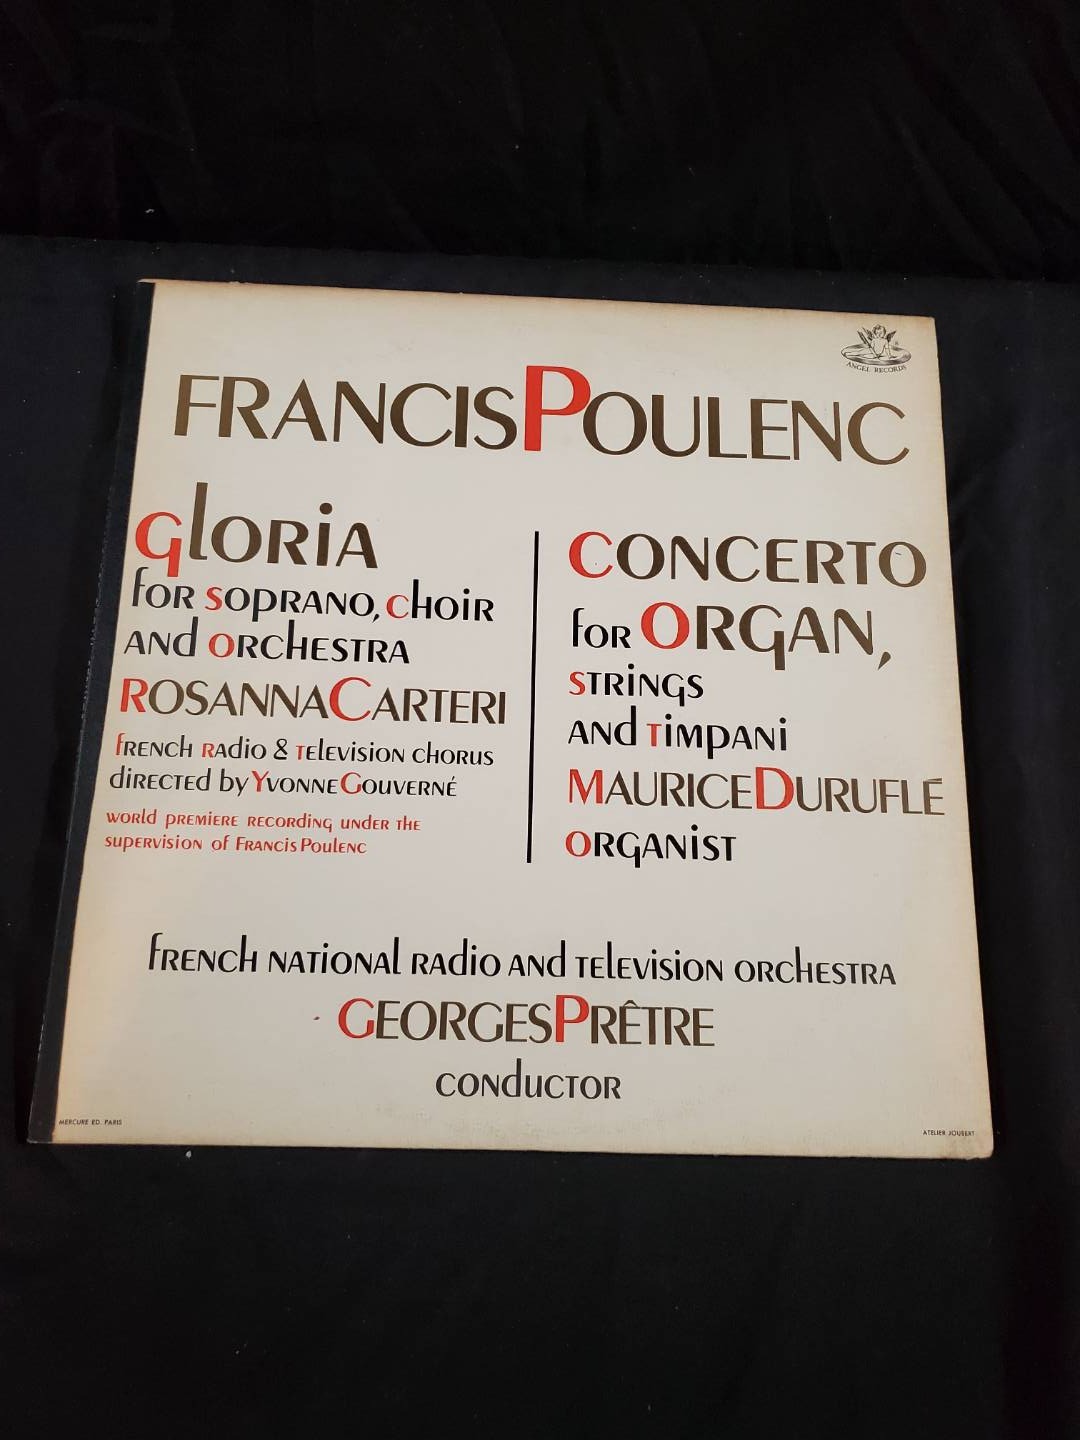 ANGEL RECORDS
FRANCIS POULENC
GLORIA
for SOPRANO, CHOIR
AND ORCHESTRA
ROSANNA CARTERI
FRENCH RADIO & TELEVISION CHORUS
DIRECTED by YVONNE GOUVERNÉ
WORLD PREMIERE RECORDING UNDER THE
SUPERVISION of FRANCIS POULENC
CONCERTO
for ORGAN,
STRINGS
AND TIMPANI
MAURICE DURUFLÉ
ORGANIST
FRENCH NATIONAL RADIO AND TELEVISION ORCHESTRA
GEORGES PRÊTRE
CONDUCTOR
MERCURE ED. PARIS
ATELIER JOUBERT